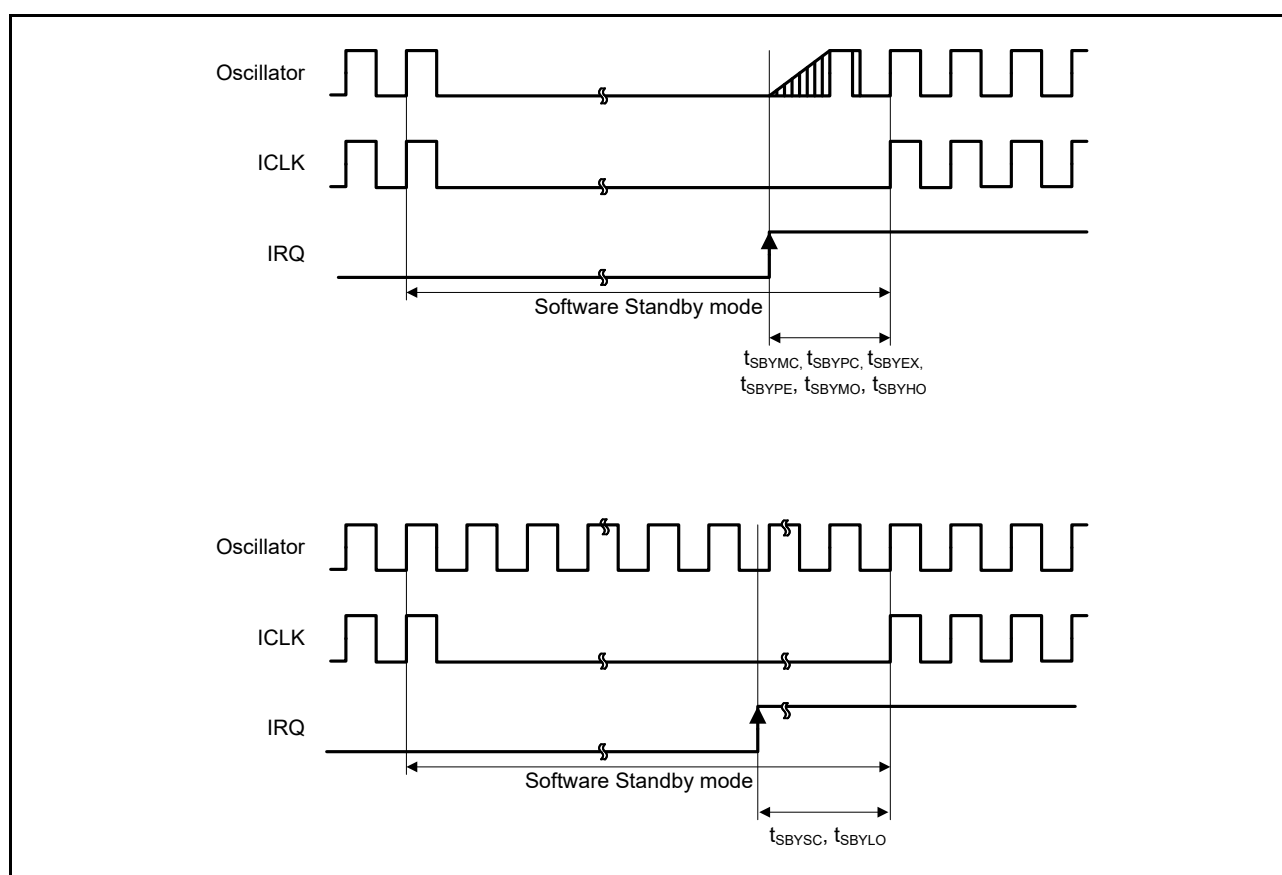 Oscillator
ICLK
IRQ
Software Standby mode
tSBYMC, tSBYPC, tSBYEX,
tSBYPE, tSBYMO, tSBYHO
Oscillator
ICLK
IRQ
Software Standby mode
tSBYSC, tSBYLO